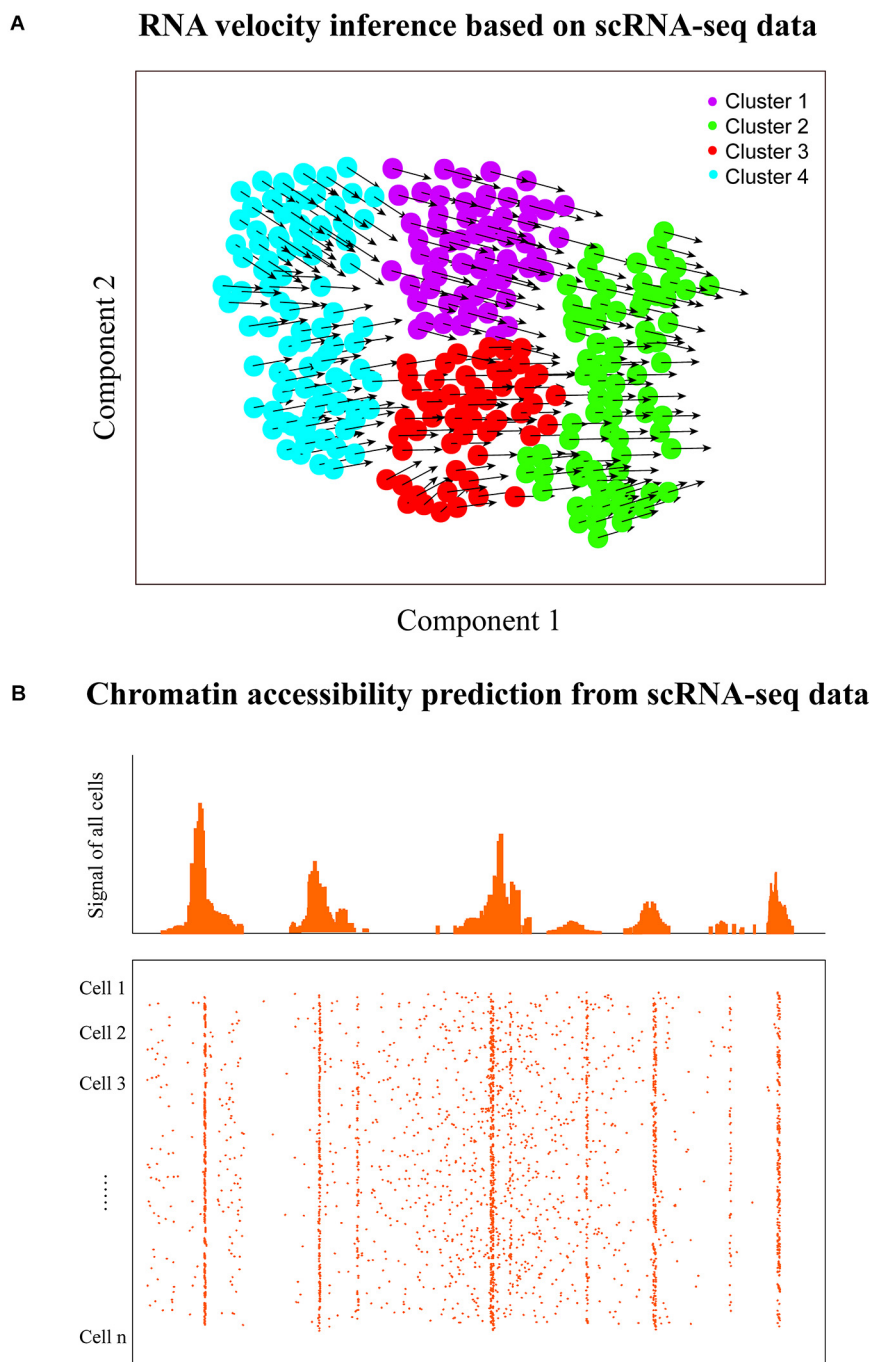 A
RNA velocity inference based on scRNA-seq data
Cluster 1
Cluster 2
Cluster 3
Cluster 4
Component 2
Component 1
B
Chromatin accessibility prediction from scRNA-seq data
Signal of all cells
Cell 1
Cell 2
Cell 3
......
Cell n